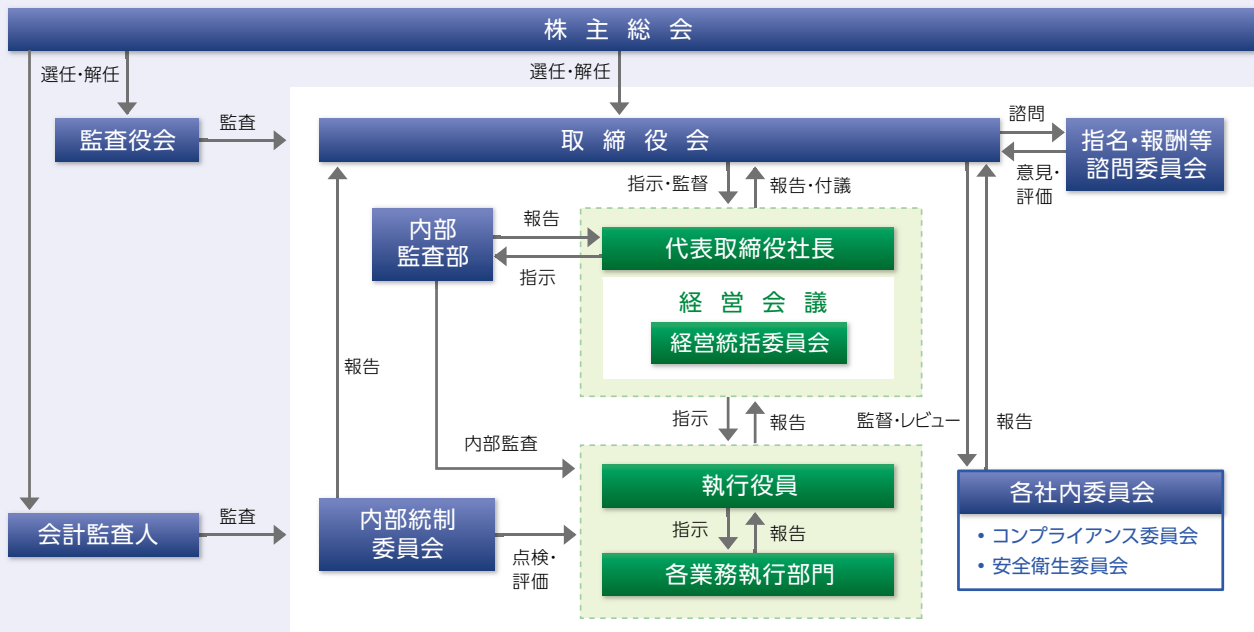 株主総会
選任・解任
選任・解任
監査役会
監査
取締役会
諮問
意見・
評価
指名・報酬等
諮問委員会
指示・監督
報告・付議
内部
監査部
報告
指示
代表取締役社長
経営会議
経営統括委員会
報告
指示
報告
監督・レビュー
報告
内部監査
執行役員
指示
報告
各業務執行部門
会計監査人
監査
内部統制
委員会
点検・
評価
各社内委員会
・コンプライアンス委員会
・安全衛生委員会